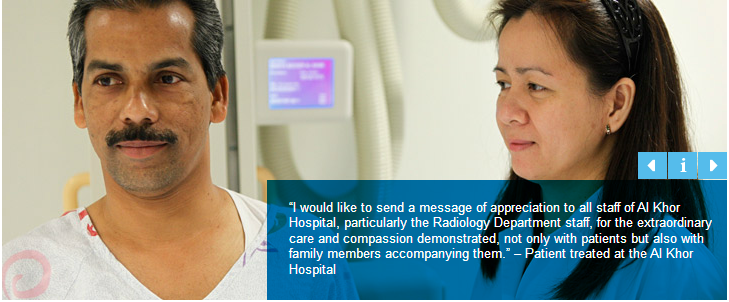 “I would like to send a message of appreciation to all staff of Al Khor
Hospital, particularly the Radiology Department staff, for the extraordinary
care and compassion demonstrated, not only with patients but also with
family members accompanying them.” – Patient treated at the Al Khor
Hospital